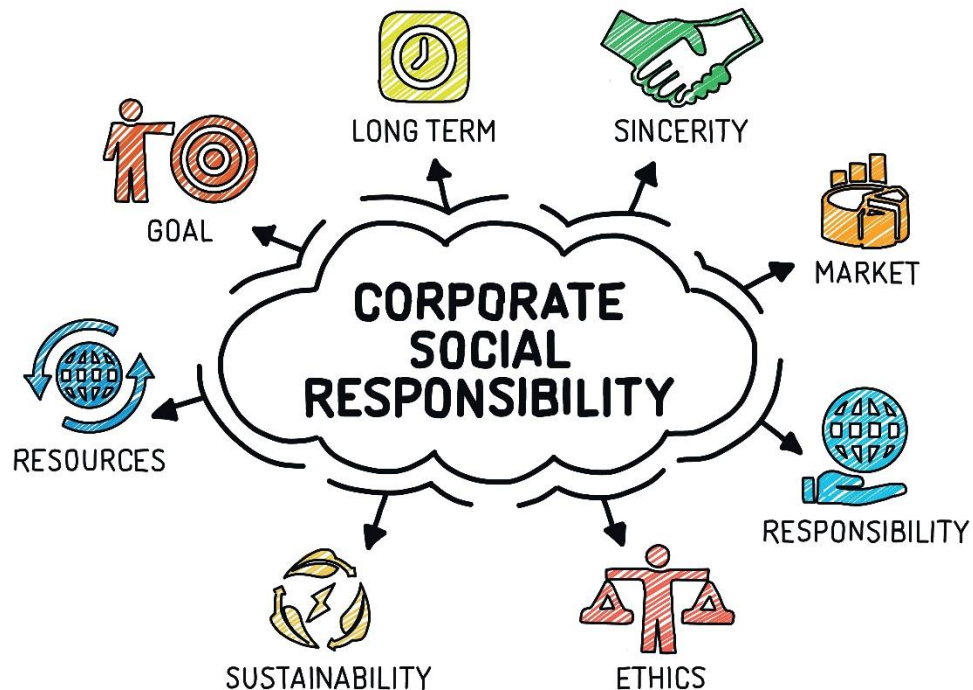 LONG TERM
SINCERITY
GOAL
MARKET
CORPORATE
SOCIAL
RESPONSIBILITY
RESOURCES
RESPONSIBILITY
SUSTAINABILITY
ETHICS